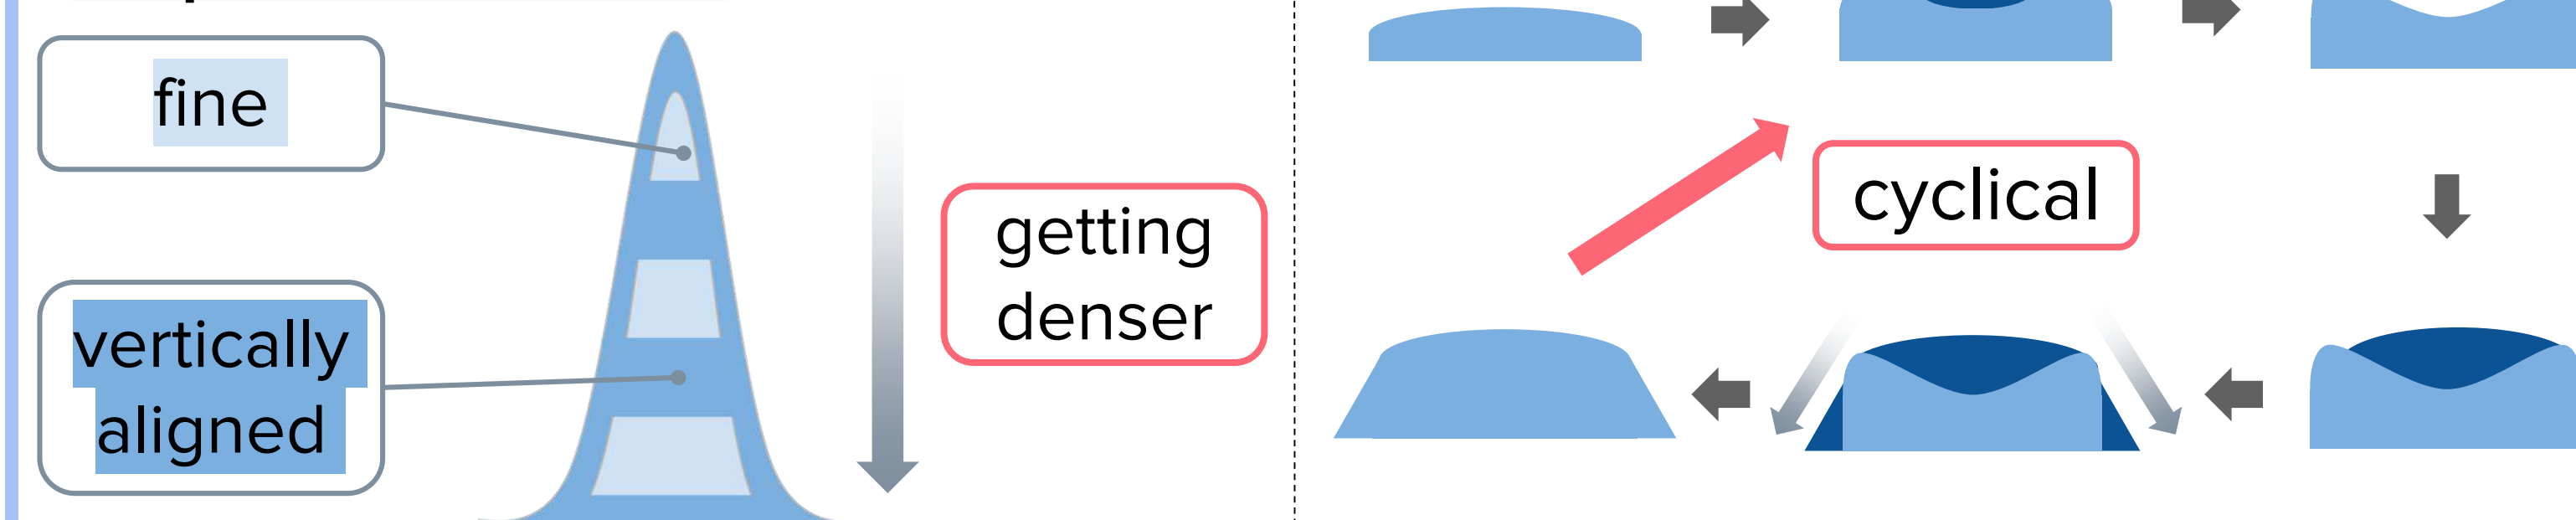 fine
vertically
aligned
getting
denser
cyclical